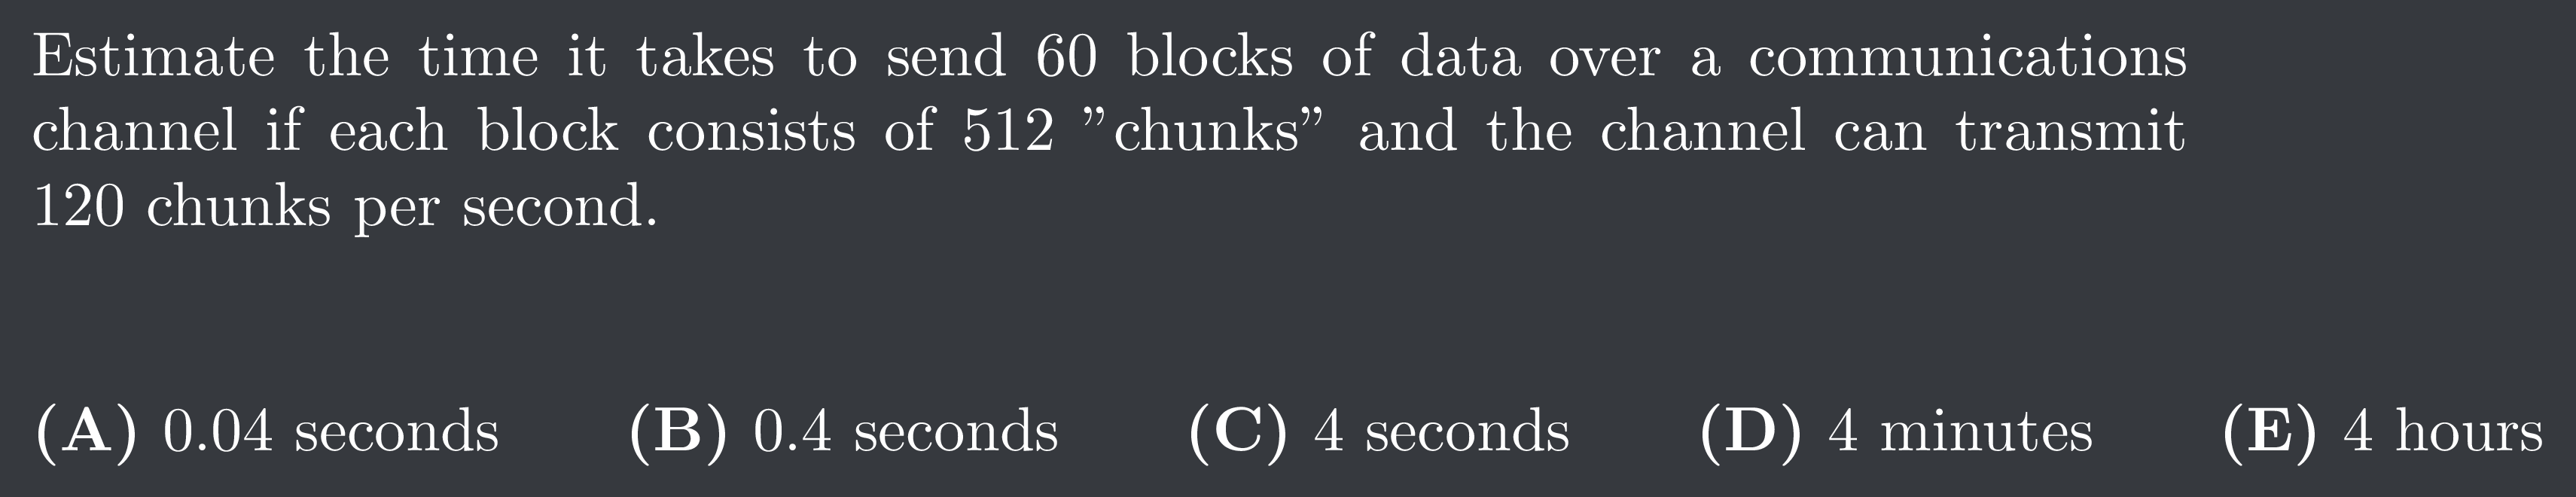 Estimate the time it takes to send 60 blocks of data over a communications
channel if each block consists of 512 ”chunks” and the channel can transmit
120 chunks per second.
(A) 0.04 seconds (B) 0.4 seconds (C) 4 seconds (D) 4 minutes (E) 4 hours